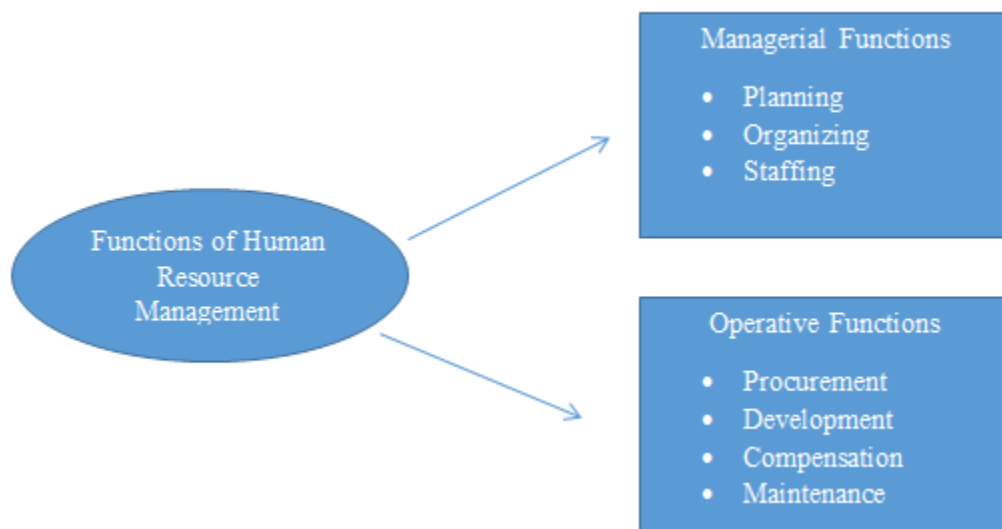 Functions of Human
Resource
Management
Managerial Functions
• Planning
• Organizing
• Staffing
Operative Functions
• Procurement
• Development
• Compensation
• Maintenance